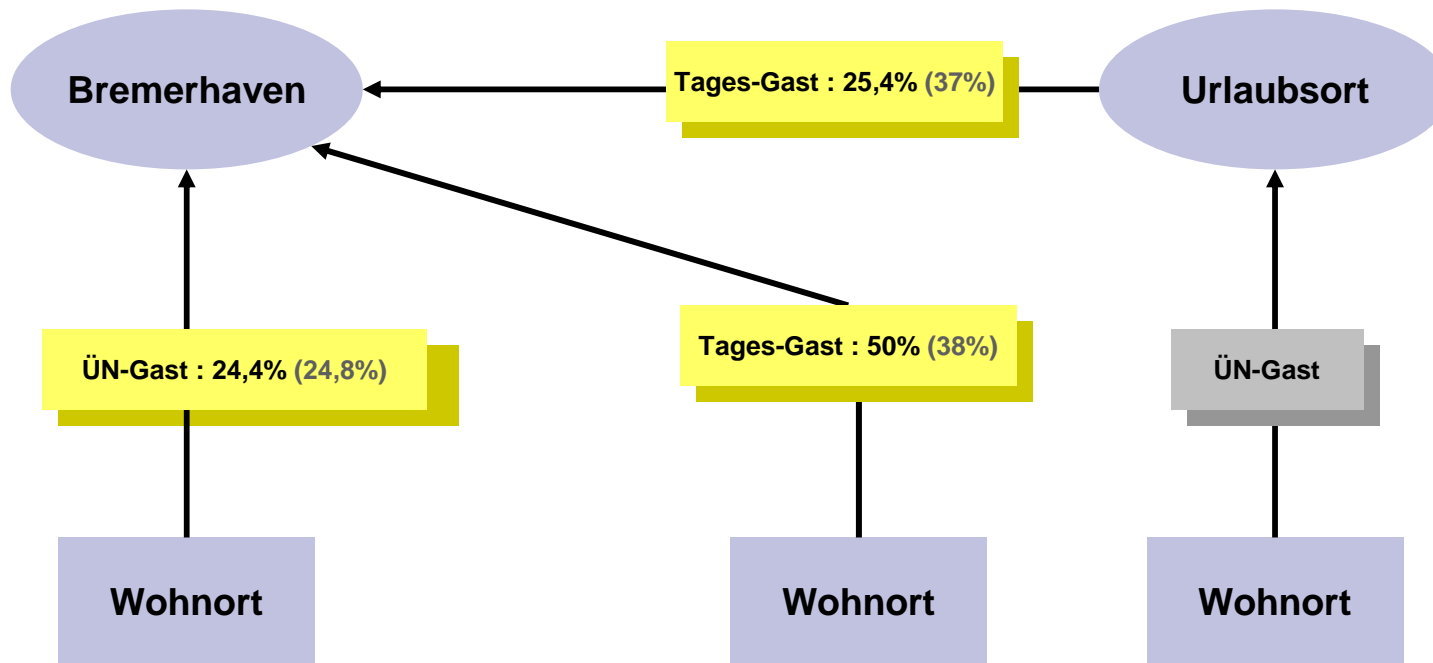 Bremerhaven
Tages-Gast : 25,4% (37%)
Urlaubsort
ÜN-Gast : 24,4% (24,8%)
Tages-Gast : 50% (38%)
ÜN-Gast
Wohnort
Wohnort
Wohnort